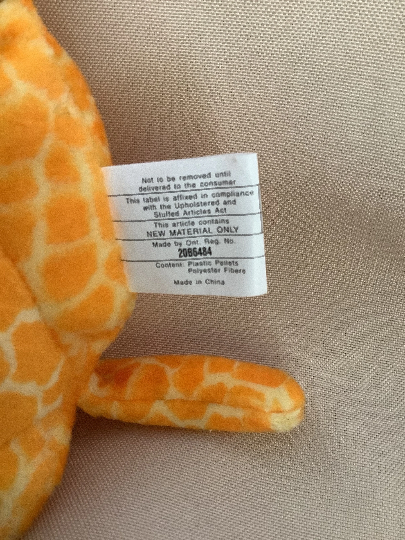 Not to be removed until
delivered to the consumer
This label is affixed in compliance
with the Upholstered and
Stuffed Articles Act
This article contains
NEW MATERIAL ONLY
Made by Ont. Reg. No.
20B6484
Content: Plastic Pellets
Polyester Fibers
Made in China